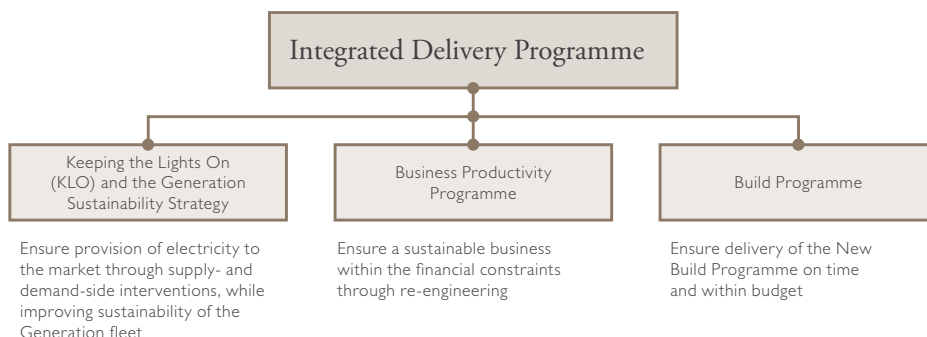 Integrated Delivery Programme
Keeping the Lights On
(KLO) and the Generation
Sustainability Strategy
Ensure provision of electricity to
the market through supply- and
demand-side interventions, while
improving sustainability of the
Generation fleet
Business Productivity
Programme
Ensure a sustainable business
within the financial constraints
through re-engineering
Build Programme
Ensure delivery of the New
Build Programme on time
and within budget